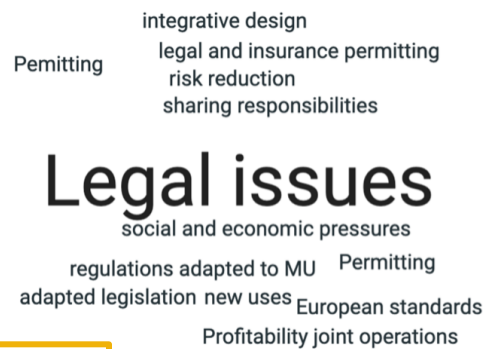 integrative design
legal and insurance permitting
Pemitting
risk reduction
sharing responsibilities
Legal issues
social and economic pressures
regulations adapted to MU
Permitting
adapted legislation new uses
European standards
Profitability joint operations